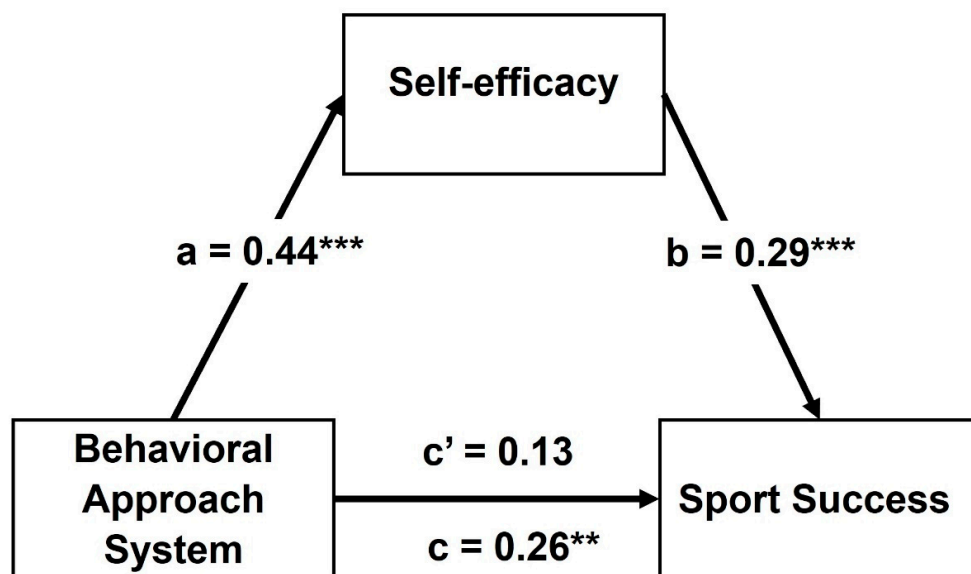 Self-efficacy
a = 0.44***
b = 0.29***
Behavioral
Approach
System
c’ = 0.13
c = 0.26**
Sport Success